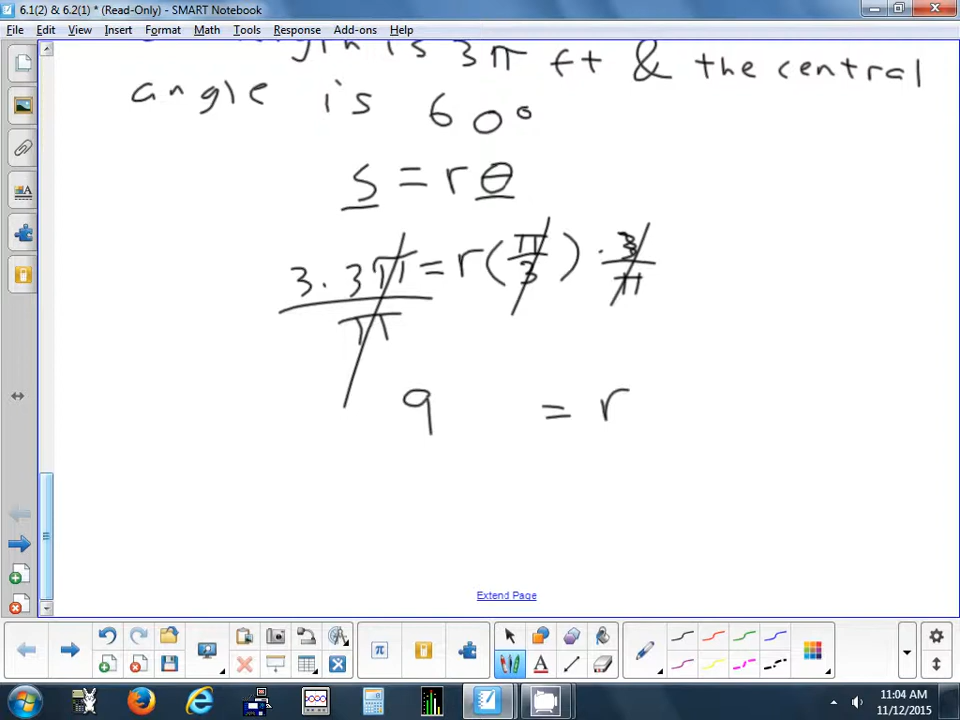 6.1(2) & 6.2(1) * (Read-Only) - SMART Notebook
File Edit View Insert Format Math Tools Response Add-ons Help
is 3π ft & the central
angle is 60°
s = rθ
3 · 3π = r(π/3) · 3/π
π
9 = r
Extend Page
11:04 AM
11/12/2015